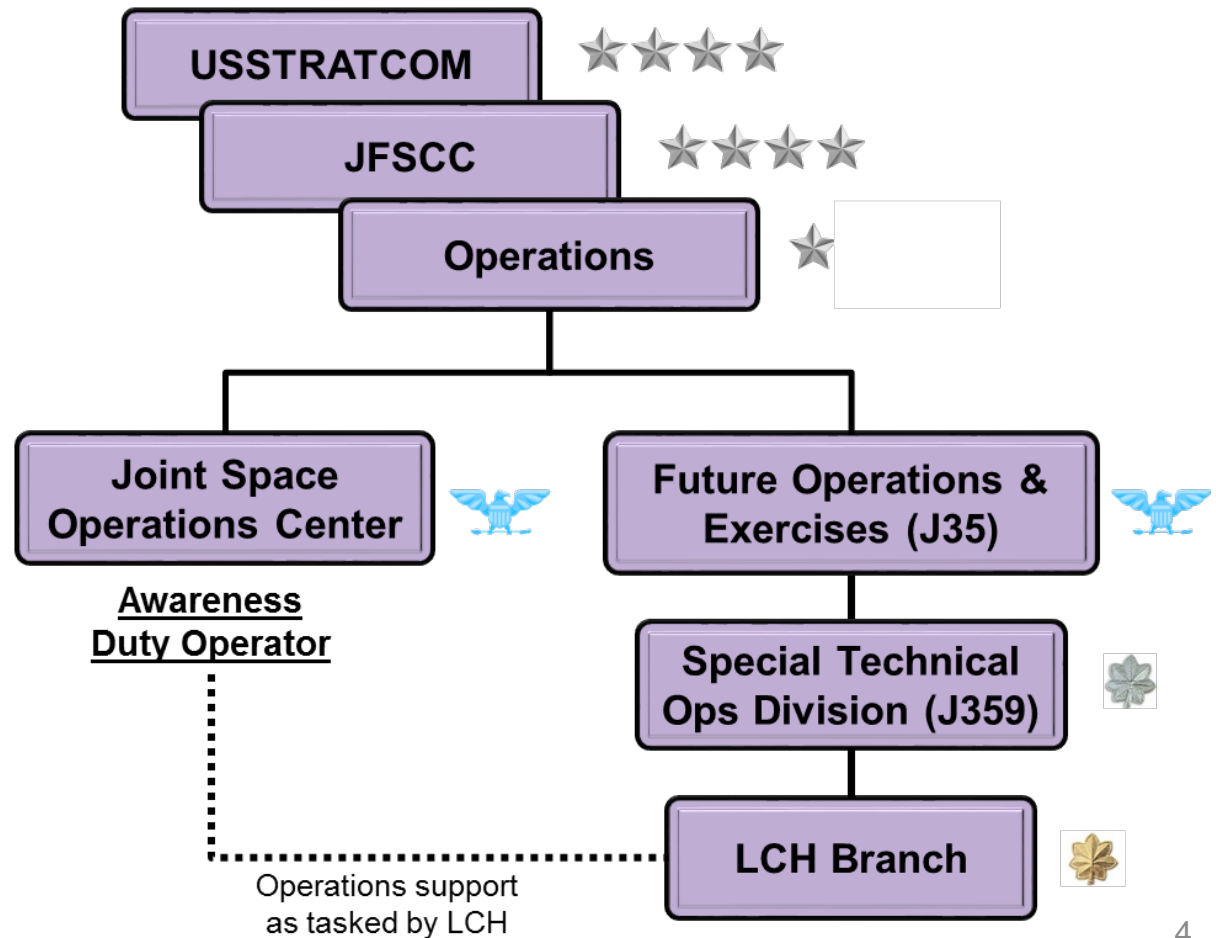 USSTRATCOM
JFSCC
Operations
Joint Space
Operations Center
Future Operations &
Exercises (J35)
Awareness
Duty Operator
Special Technical
Ops Division (J359)
LCH Branch
Operations support
as tasked by LCH
4